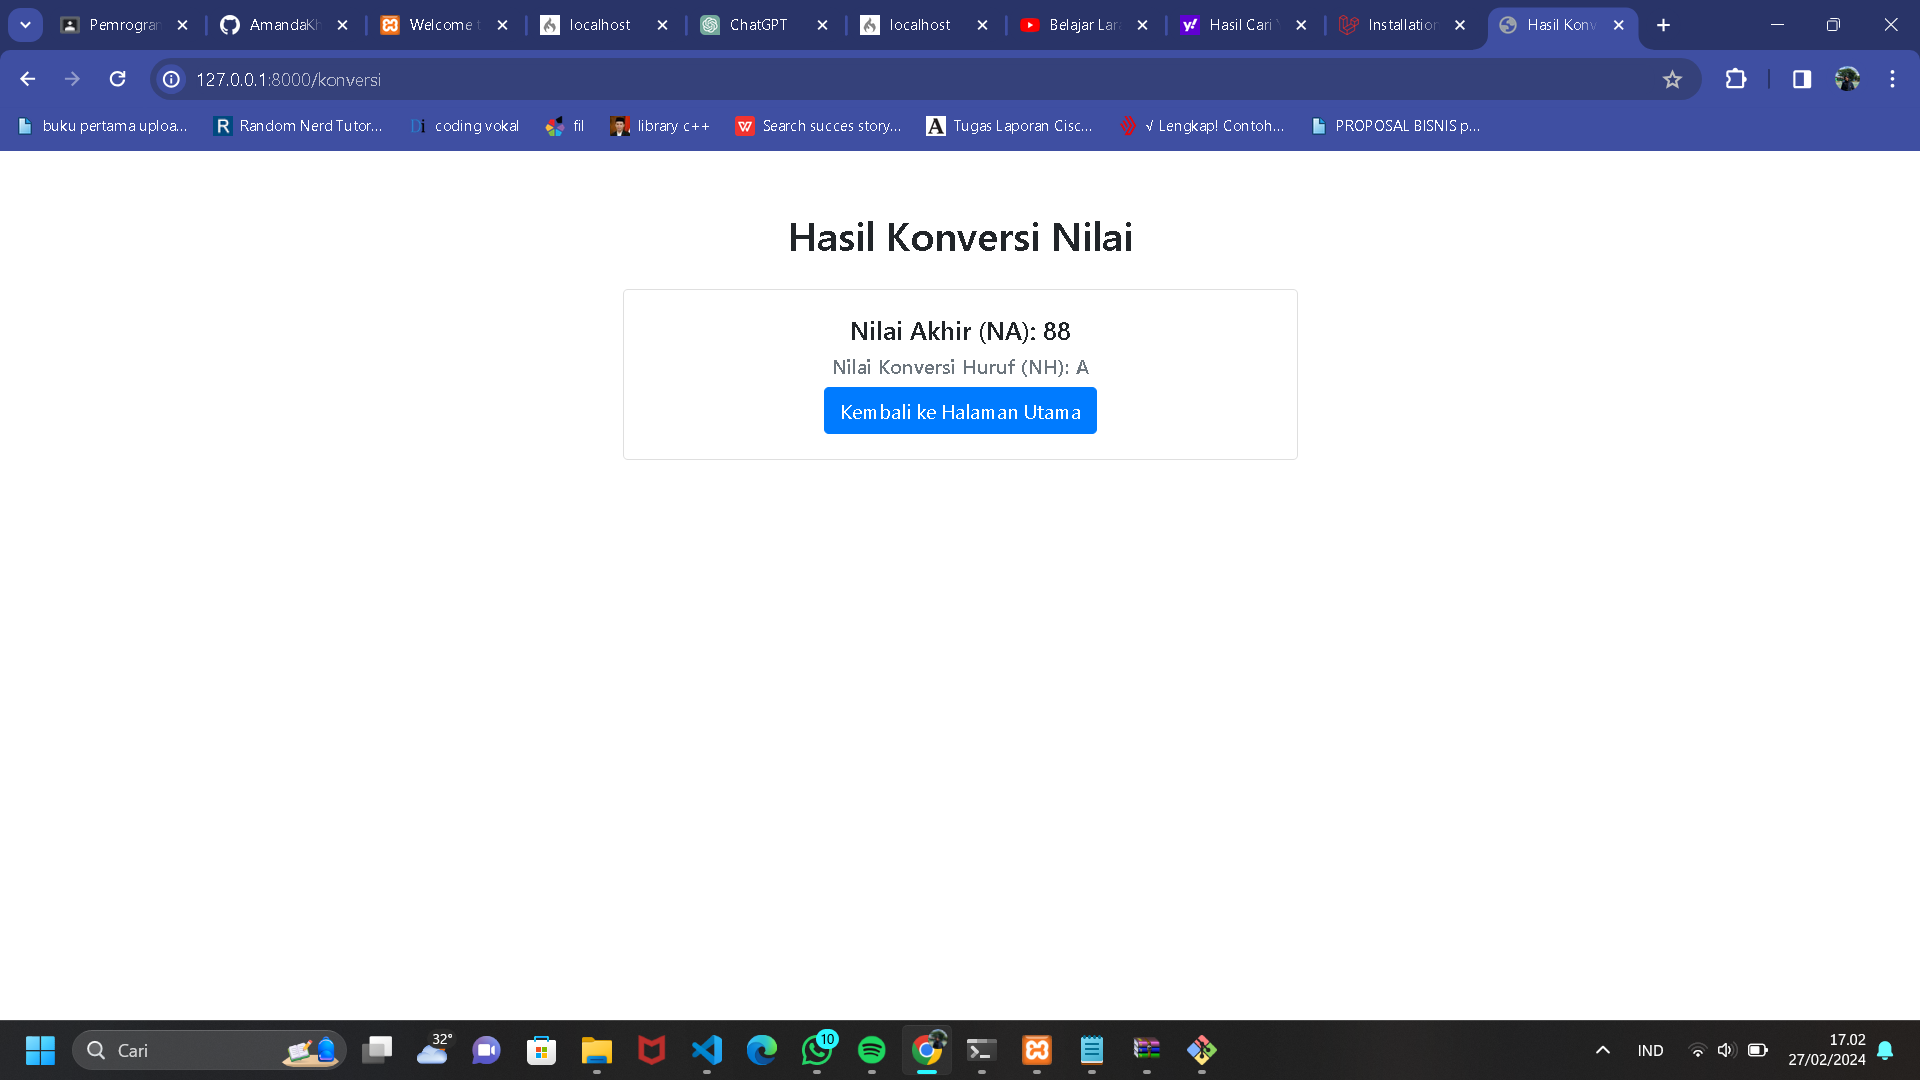 Pemrogran
AmandaKh
Welcome t
localhost
ChatGPT
localhost
Belajar Lara
Hasil Cari Y
Installation
Hasil Konv
127.0.0.1:8000/konversi
buku pertama uploa...
Random Nerd Tutor...
coding vokal
fil
library c++
Search succes story...
Tugas Laporan Cisc...
√ Lengkap! Contoh...
PROPOSAL BISNIS p...
Hasil Konversi Nilai
Nilai Akhir (NA): 88
Nilai Konversi Huruf (NH): A
Kembali ke Halaman Utama
Cari
32°
10
IND
17.02
27/02/2024